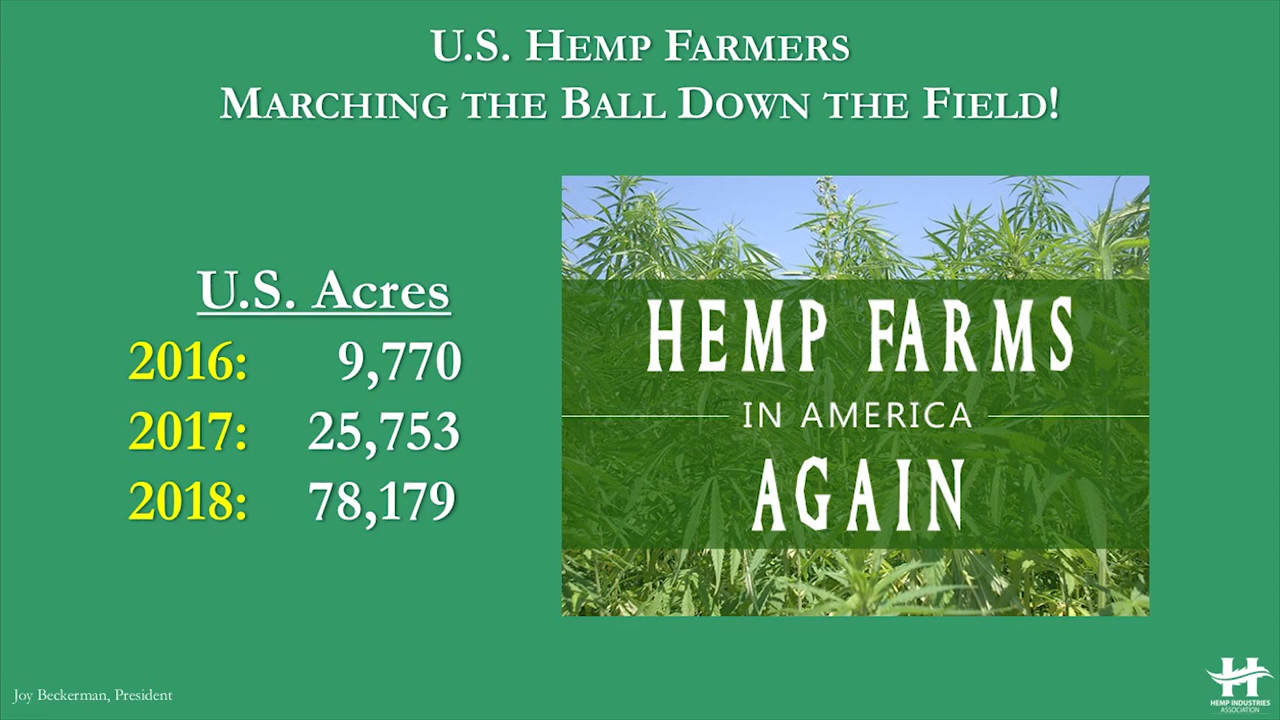 U.S. HEMP FARMERS
MARCHING THE BALL DOWN THE FIELD!
U.S. Acres
2016: 9,770
2017: 25,753
2018: 78,179
HEMP FARMS
IN AMERICA
AGAIN
Joy Beckerman, President
H
HEMP INDUSTRIES
ASSOCIATION